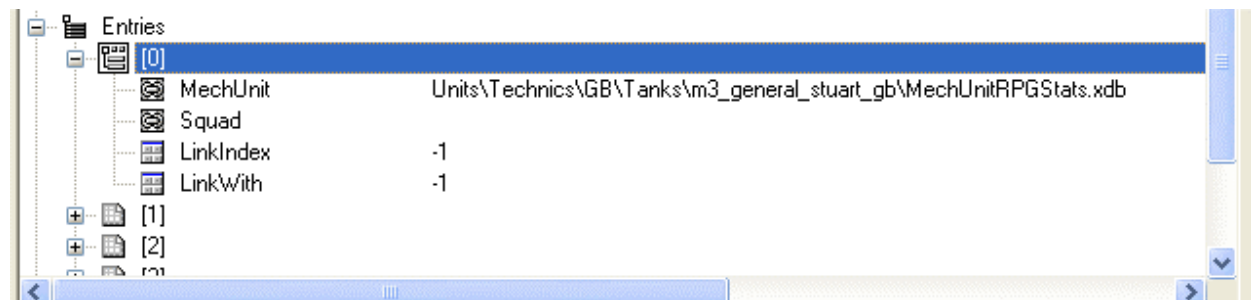 Entries
[0]
MechUnit Units\Technics\GB\Tanks\m3_general_stuart_gb\MechUnitRPGStats.xdb
Squad
LinkIndex -1
LinkWith -1
[1]
[2]